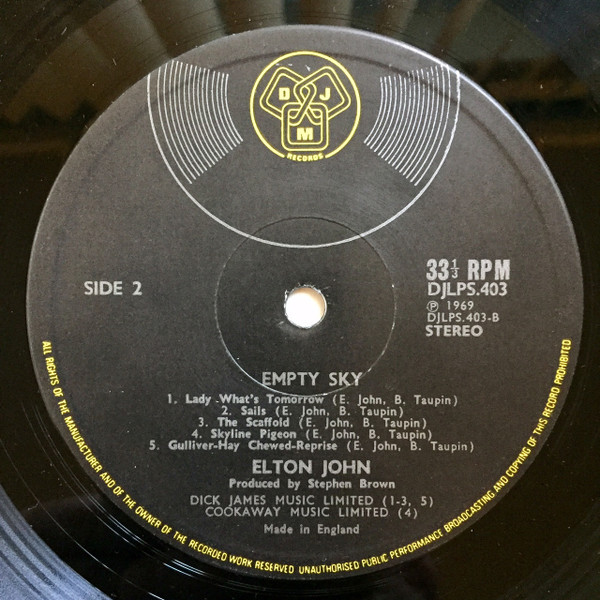 D J
M
RECORDS
SIDE 2
33⅓ RPM
DJLPS.403
℗ 1969
DJLPS.403-B
STEREO
EMPTY SKY
1. Lady What's Tomorrow (E. John, B. Taupin)
2. Sails (E. John, B. Taupin)
3. The Scaffold (E. John, B. Taupin)
4. Skyline Pigeon (E. John, B. Taupin)
5. Gulliver-Hay Chewed-Reprise (E. John, B. Taupin)
ELTON JOHN
Produced by Stephen Brown
DICK JAMES MUSIC LIMITED (1-3, 5)
COOKAWAY MUSIC LIMITED (4)
Made in England
ALL RIGHTS OF THE MANUFACTURER AND OF THE OWNER OF THE RECORDED WORK RESERVED UNAUTHORISED PUBLIC PERFORMANCE BROADCASTING AND COPYING OF THIS RECORD PROHIBITED